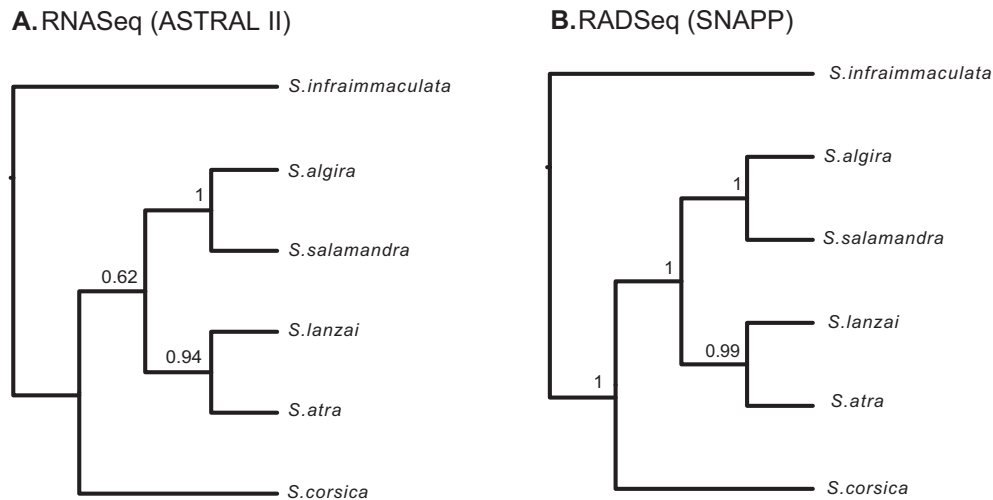 A. RNASeq (ASTRAL II)
S.infraimmaculata
S.algira
1
S.salamandra
0.62
S.lanzai
0.94
S.atra
S.corsica
B. RADSeq (SNAPP)
S.infraimmaculata
S.algira
1
S.salamandra
1
S.lanzai
0.99
1
S.atra
S.corsica